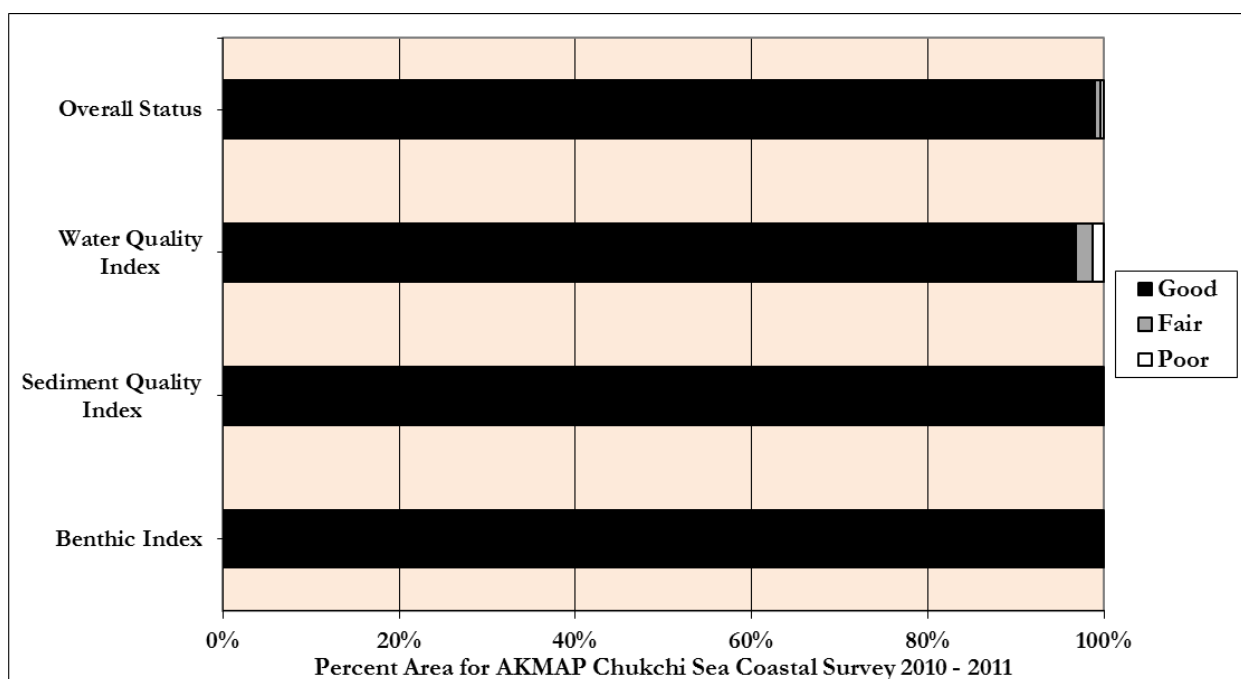 Overall Status
Water Quality
Index
Sediment Quality
Index
Benthic Index
0%
20%
40%
60%
80%
100%
Percent Area for AKMAP Chukchi Sea Coastal Survey 2010 - 2011
Good
Fair
Poor